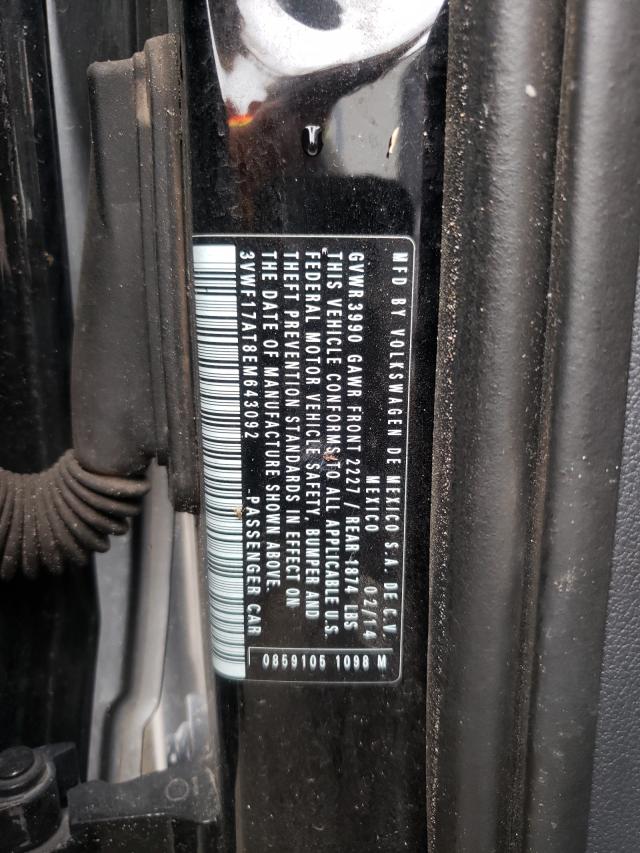 MFD BY VOLKSWAGEN DE MEXICO S.A. DE C.V.
MEXICO 02/14
GVWR3990 GAWR FRONT 2227 / REAR 1874 LBS
THIS VEHICLE CONFORMS TO ALL APPLICABLE U.S.
FEDERAL MOTOR VEHICLE SAFETY, BUMPER AND
THEFT PREVENTION STANDARDS IN EFFECT ON
THE DATE OF MANUFACTURE SHOWN ABOVE.
3VWF17AT8EM643092 -PASSENGER CAR
0859105 1098 M